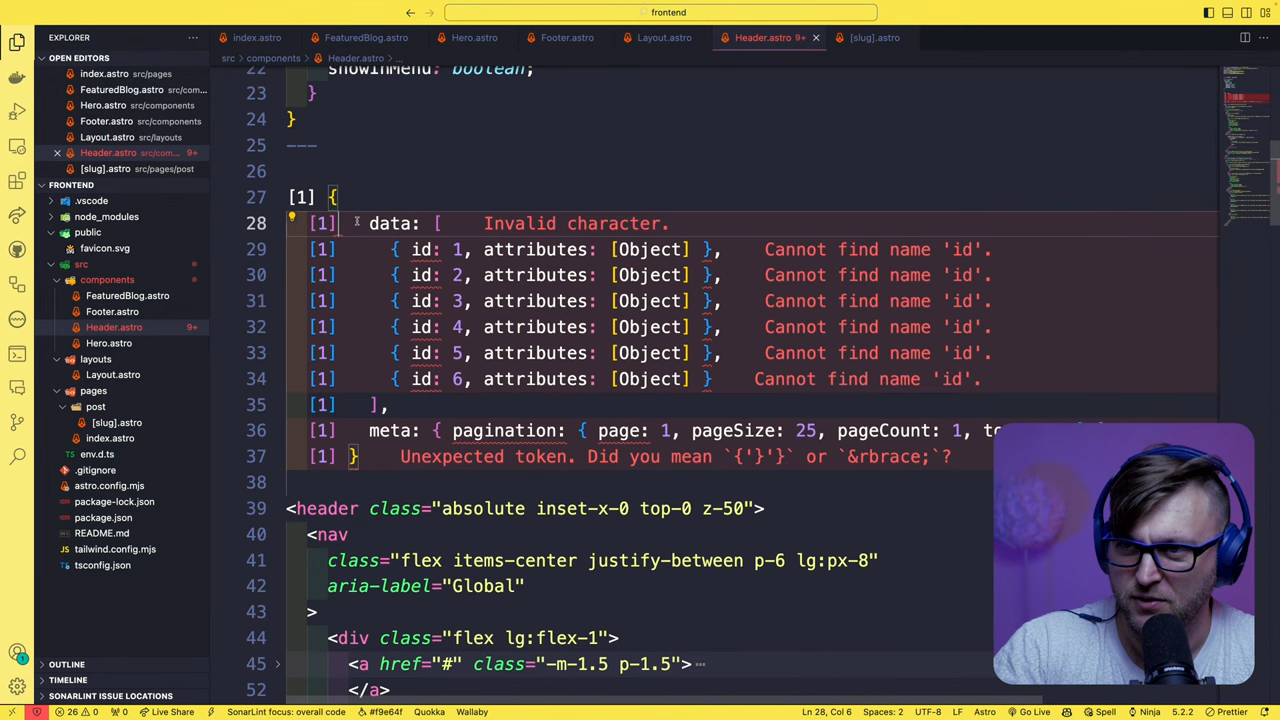 frontend
EXPLORER
index.astro
FeaturedBlog.astro
Hero.astro
Footer.astro
Layout.astro
Header.astro 9+
[slug].astro
OPEN EDITORS
index.astro src/pages
FeaturedBlog.astro src/com...
Hero.astro src/components
Footer.astro src/components
Layout.astro src/layouts
Header.astro src/com... 9+
[slug].astro src/pages/post
FRONTEND
.vscode
node_modules
public
favicon.svg
src
components
FeaturedBlog.astro
Footer.astro
Header.astro 9+
Hero.astro
layouts
Layout.astro
pages
post
[slug].astro
index.astro
env.d.ts
.gitignore
astro.config.mjs
package-lock.json
package.json
README.md
tailwind.config.mjs
tsconfig.json
OUTLINE
TIMELINE
SONARLINT ISSUE LOCATIONS
src > components > Header.astro > ...
22 showInMenu: boolean;
23 }
24 }
25 ---
26
27 [1] {
28 [1] data: [ Invalid character.
29 [1] { id: 1, attributes: [Object] }, Cannot find name 'id'.
30 [1] { id: 2, attributes: [Object] }, Cannot find name 'id'.
31 [1] { id: 3, attributes: [Object] }, Cannot find name 'id'.
32 [1] { id: 4, attributes: [Object] }, Cannot find name 'id'.
33 [1] { id: 5, attributes: [Object] }, Cannot find name 'id'.
34 [1] { id: 6, attributes: [Object] } Cannot find name 'id'.
35 [1] ],
36 [1] meta: { pagination: { page: 1, pageSize: 25, pageCount: 1,
37 [1] } Unexpected token. Did you mean `{'}'}` or `&rbrace;`?
38
39 <header class="absolute inset-x-0 top-0 z-50">
40 <nav
41 class="flex items-center justify-between p-6 lg:px-8"
42 aria-label="Global"
43 >
44 <div class="flex lg:flex-1">
45 <a href="#" class="-m-1.5 p-1.5">
52 </a>
26 0 0 Live Share SonarLint focus: overall code #f9e64f Quokka Wallaby Ln 28, Col 6 Spaces: 2 UTF-8 LF Astro Go Live Spell Ninja 5.2.2 Prettier